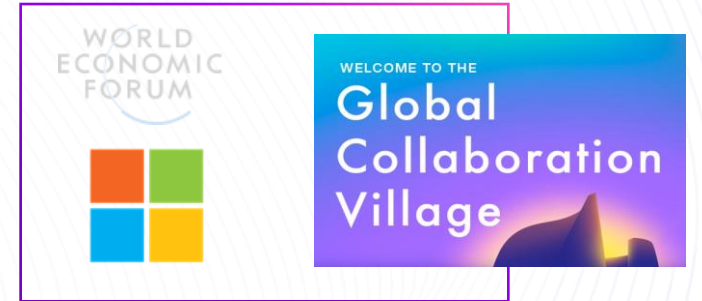 WORLD
ECONOMIC
FORUM
WELCOME TO THE
Global
Collaboration
Village